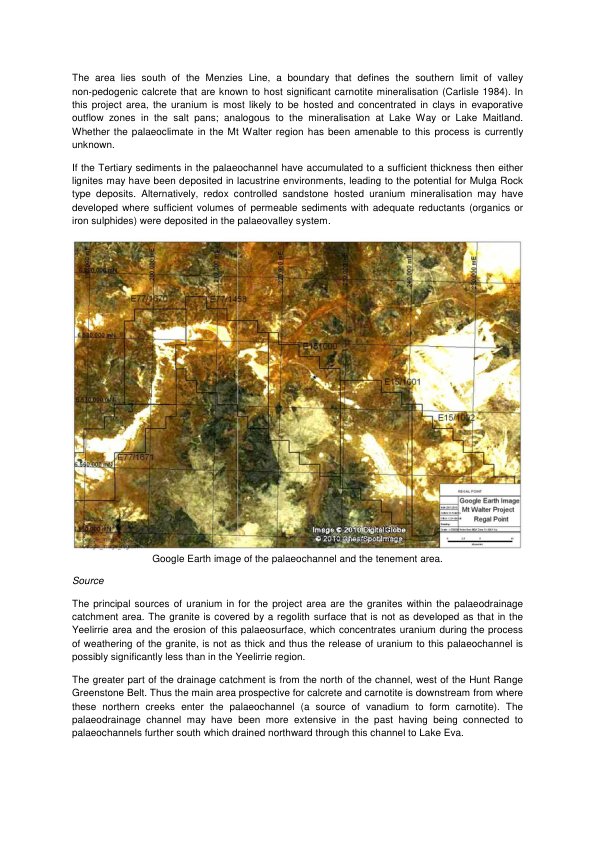 The area lies south of the Menzies Line, a boundary that defines the southern limit of valley
non-pedogenic calcrete that are known to host significant carnotite mineralisation (Carlisle 1984). In
this project area, the uranium is most likely to be hosted and concentrated in clays in evaporative
outflow zones in the salt pans; analogous to the mineralisation at Lake Way or Lake Maitland.
Whether the palaeoclimate in the Mt Walter region has been amenable to this process is currently
unknown.
If the Tertiary sediments in the palaeochannel have accumulated to a sufficient thickness then either
lignites may have been deposited in lacustrine environments, leading to the potential for Mulga Rock
type deposits. Alternatively, redox controlled sandstone hosted uranium mineralisation may have
developed where sufficient volumes of permeable sediments with adequate reductants (organics or
iron sulphides) were deposited in the palaeovalley system.
E77/1458
E15/1001
E77/1671
REGAL POINT
Google Earth Image
Mt Walter Project
Regal Point
Image © 2010 DigitalGlobe
Google Earth image of the palaeochannel and the tenement area.
Source
The principal sources of uranium in for the project area are the granites within the palaeodrainage
catchment area. The granite is covered by a regolith surface that is not as developed as that in the
Yeelirrie area and the erosion of this palaeosurface, which concentrates uranium during the process
of weathering of the granite, is not as thick and thus the release of uranium to this palaeochannel is
possibly significantly less than in the Yeelirrie region.
The greater part of the drainage catchment is from the north of the channel, west of the Hunt Range
Greenstone Belt. Thus the main area prospective for calcrete and carnotite is downstream from where
these northern creeks enter the palaeochannel (a source of vanadium to form carnotite). The
palaeodrainage channel may have been more extensive in the past having being connected to
palaeochannels further south which drained northward through this channel to Lake Eva.